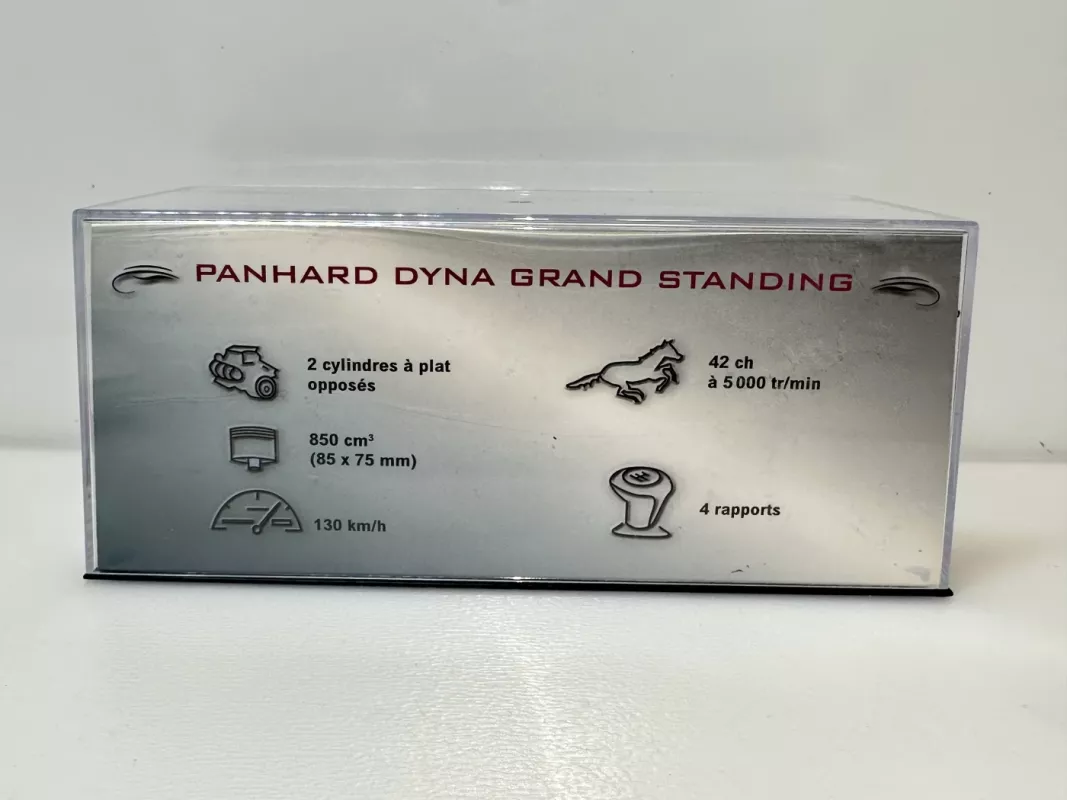 PANHARD DYNA GRAND STANDING
2 cylindres à plat
opposés
42 ch
à 5 000 tr/min
850 cm³
(85 x 75 mm)
4 rapports
130 km/h